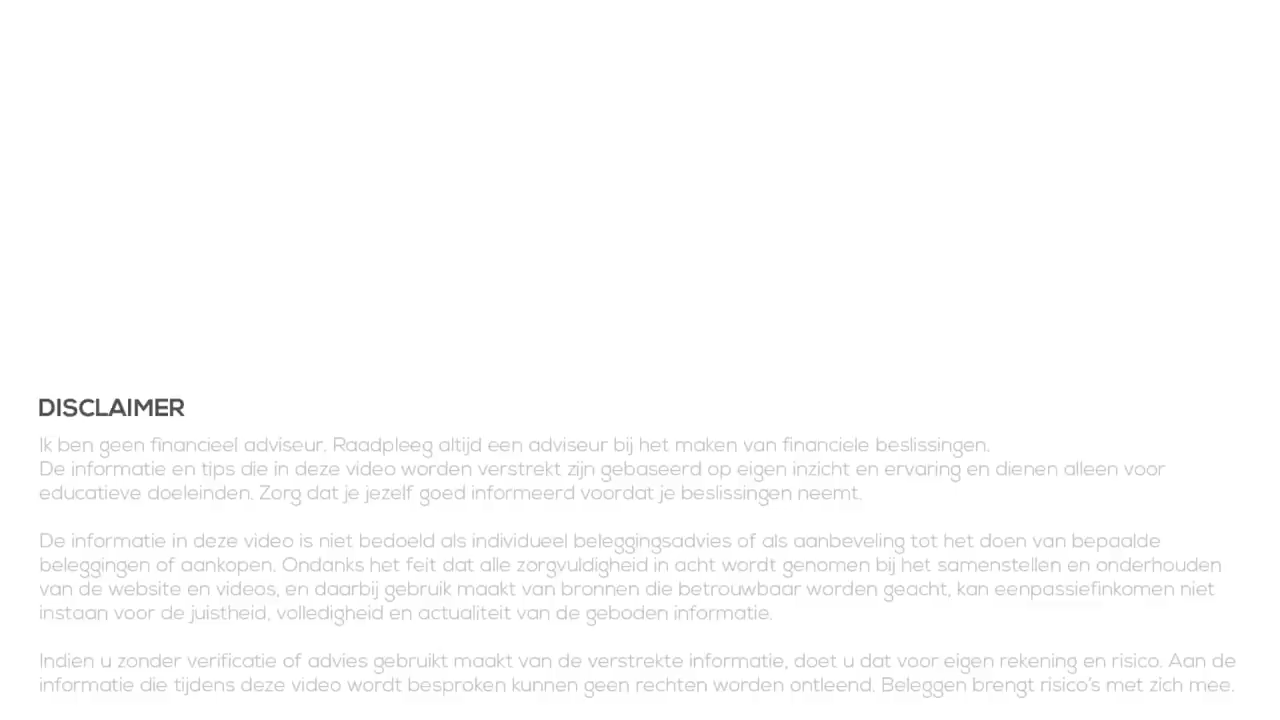 DISCLAIMER
Ik ben geen financieel adviseur. Raadpleeg altijd een adviseur bij het maken van financiele beslissingen.
De informatie en tips die in deze video worden verstrekt zijn gebaseerd op eigen inzicht en ervaring en dienen alleen voor
educatieve doeleinden. Zorg dat je jezelf goed informeerd voordat je beslissingen neemt.
De informatie in deze video is niet bedoeld als individueel beleggingsadvies of als aanbeveling tot het doen van bepaalde
beleggingen of aankopen. Ondanks het feit dat alle zorgvuldigheid in acht wordt genomen bij het samenstellen en onderhouden
van de website en videos, en daarbij gebruik maakt van bronnen die betrouwbaar worden geacht, kan eenpassiefinkomen niet
instaan voor de juistheid, volledigheid en actualiteit van de geboden informatie.
Indien u zonder verificatie of advies gebruikt maakt van de verstrekte informatie, doet u dat voor eigen rekening en risico. Aan de
informatie die tijdens deze video wordt besproken kunnen geen rechten worden ontleend. Beleggen brengt risico's met zich mee.